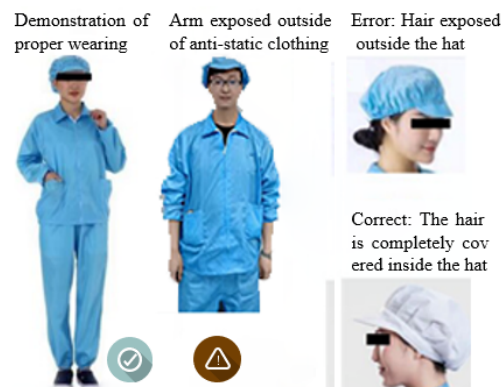 Demonstration of
proper wearing
Arm exposed outside
of anti-static clothing
Error: Hair exposed
outside the hat
Correct: The hair
is completely cov
ered inside the hat